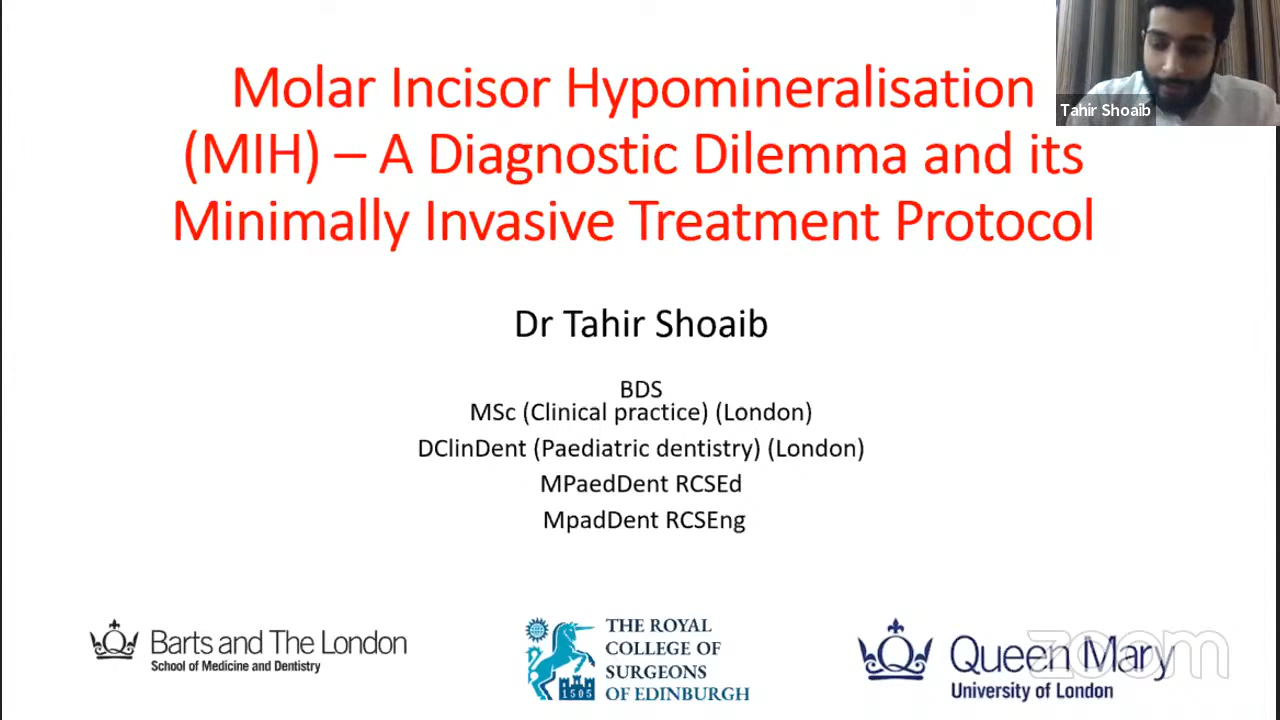 Molar Incisor Hypomineralisation
(MIH) – A Diagnostic Dilemma and its
Minimally Invasive Treatment Protocol
Tahir Shoaib
Dr Tahir Shoaib
BDS
MSc (Clinical practice) (London)
DClinDent (Paediatric dentistry) (London)
MPaedDent RCSEd
MpadDent RCSEng
Barts and The London
School of Medicine and Dentistry
1505
THE ROYAL
COLLEGE OF
SURGEONS
OF EDINBURGH
Queen Mary
University of London
zoom